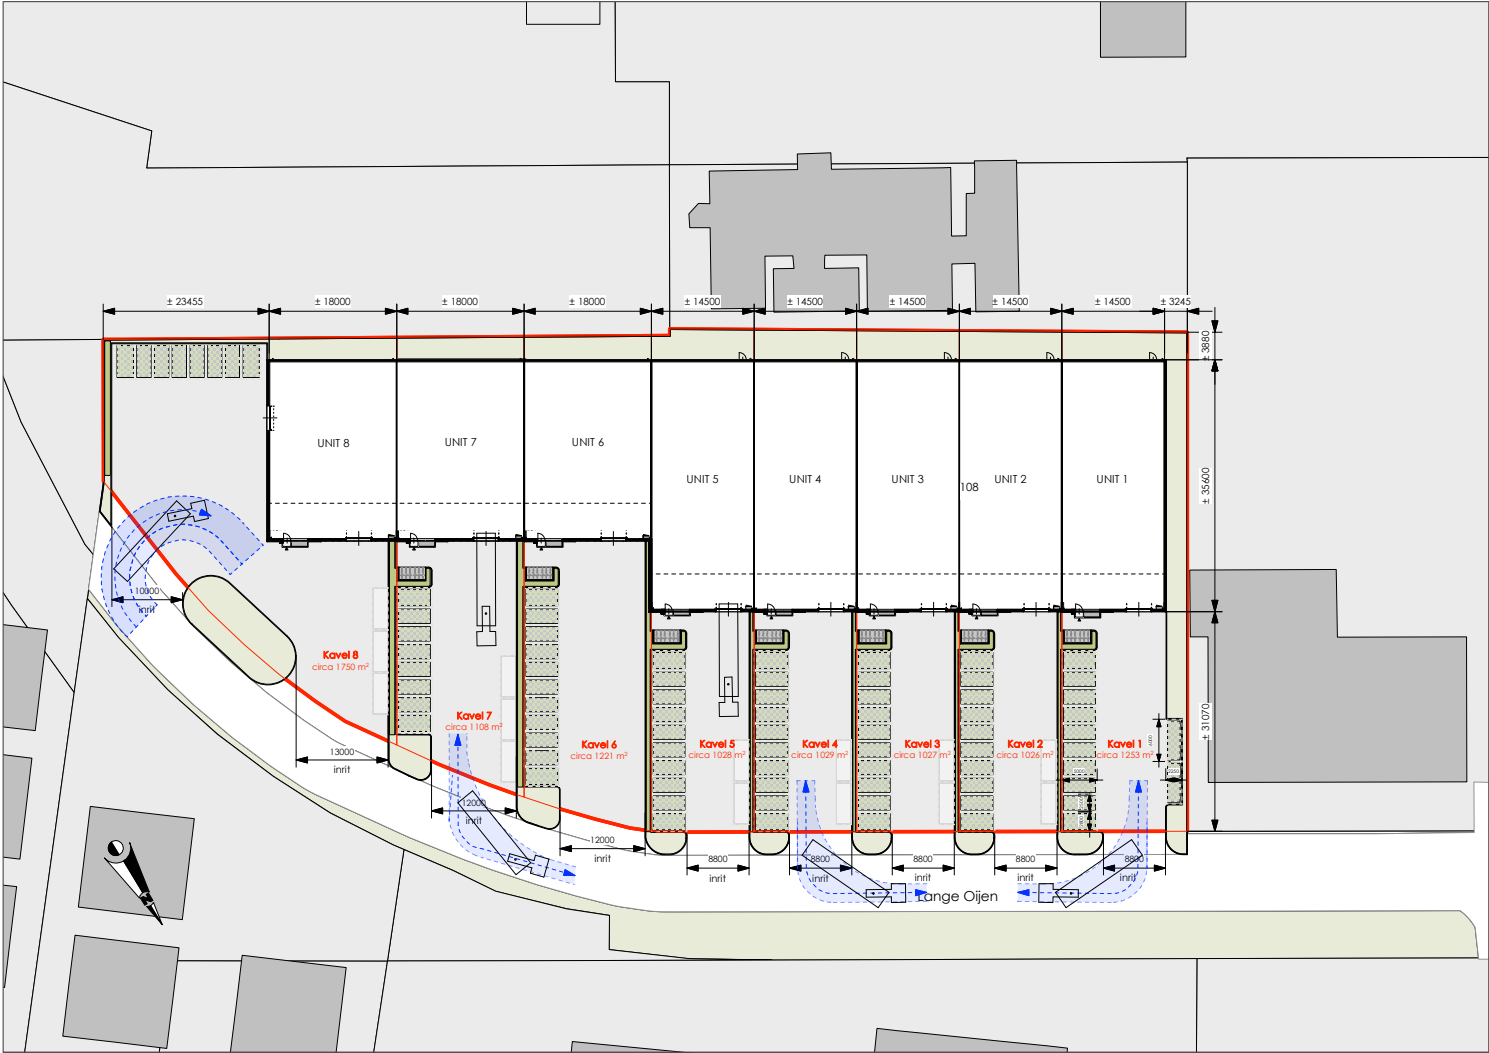 ± 23455
± 18000
± 18000
± 18000
± 14500
± 14500
± 14500
± 14500
± 14500
± 3245
± 3880
UNIT 8
UNIT 7
UNIT 6
UNIT 5
UNIT 4
UNIT 3
108
UNIT 2
UNIT 1
± 35600
10000
inrit
Kavel 8
circa 1750 m²
Kavel 7
circa 1108 m²
Kavel 6
circa 1221 m²
Kavel 5
circa 1028 m²
Kavel 4
circa 1029 m²
Kavel 3
circa 1027 m²
Kavel 2
circa 1026 m²
Kavel 1
circa 1253 m²
± 31070
13000
inrit
12000
inrit
12000
inrit
8800
inrit
8800
inrit
8800
inrit
8800
inrit
8800
inrit
Lange Oijen